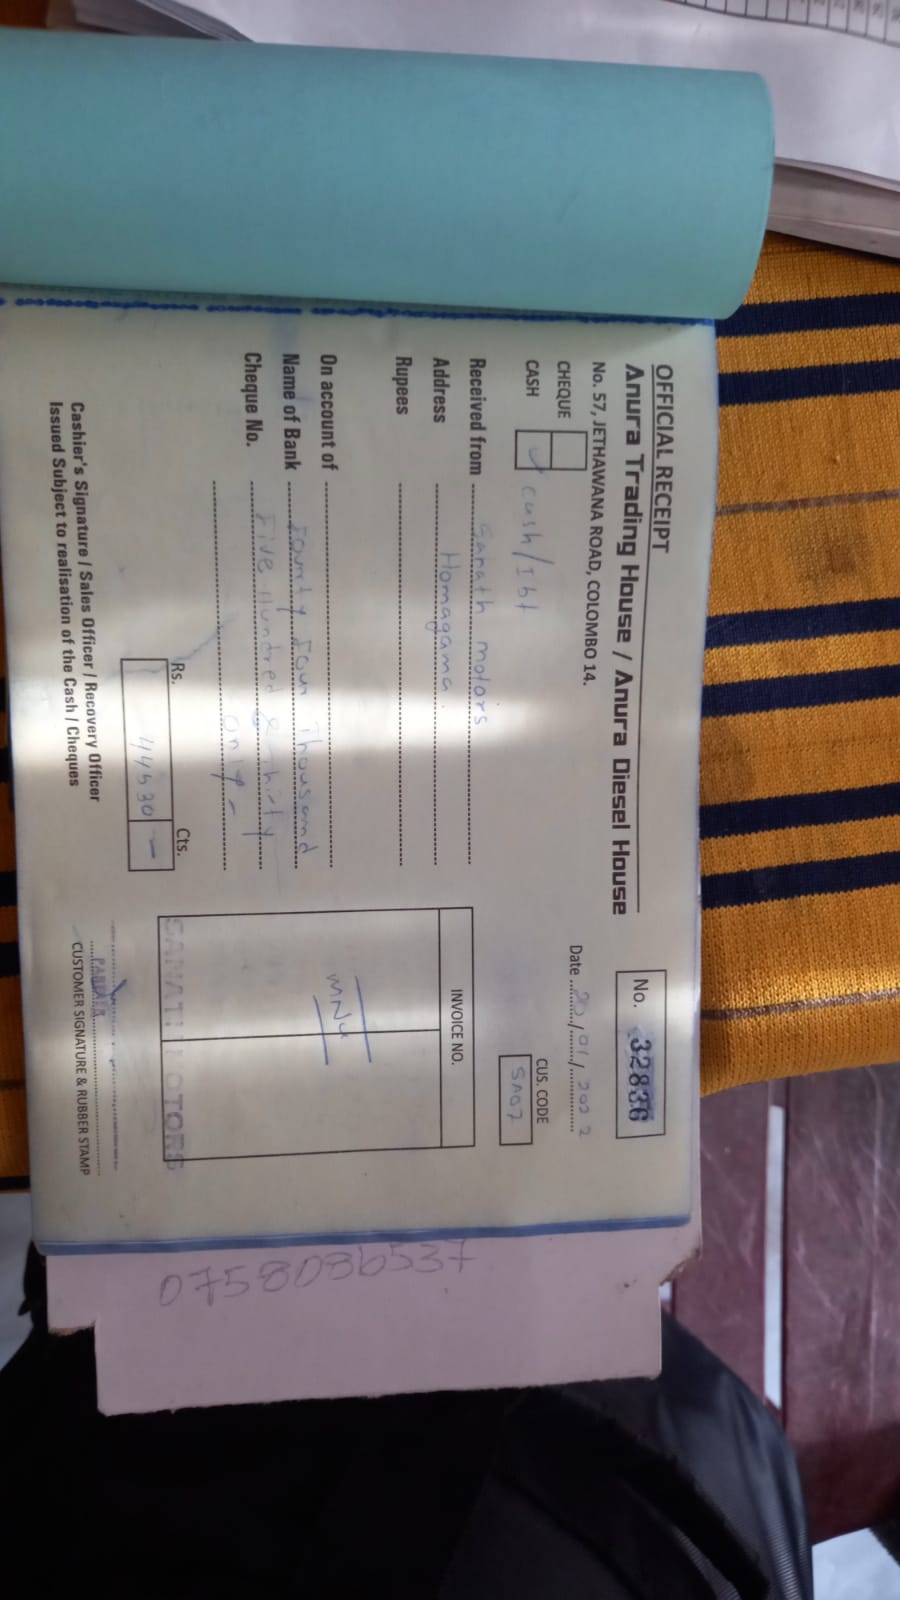 OFFICIAL RECEIPT
Anura Trading House / Anura Diesel House
No. 57, JETHAWANA ROAD, COLOMBO 14.
No. 32836
Date 20/01/2022
CHEQUE
CASH ✓ cash/Ibt
CUS. CODE
SA07
Received from Sanath motors
Address Homagama.
Rupees
On account of
Name of Bank Fourty Four Thousand
Cheque No. Five Hundred & Thirty
only -
INVOICE NO.
Rs. Cts.
44530 -
SANATH MOTORS
Cashier's Signature / Sales Officer / Recovery Officer
Issued Subject to realisation of the Cash / Cheques
CUSTOMER SIGNATURE & RUBBER STAMP
0758086537